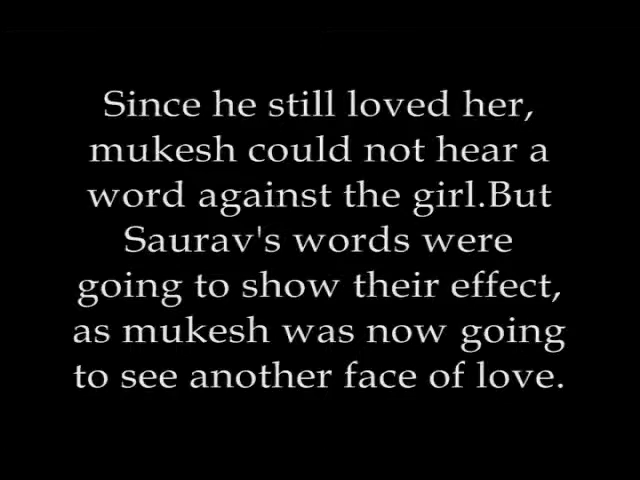 Since he still loved her,
mukesh could not hear a
word against the girl.But
Saurav's words were
going to show their effect,
as mukesh was now going
to see another face of love.